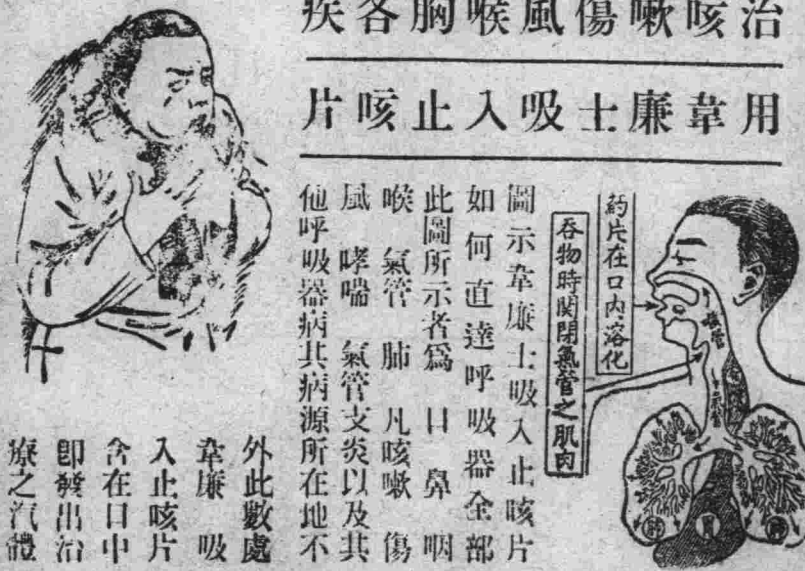 治咳嗽傷風喉胸各疾
用韋廉士吸入止咳片
藥片在口內溶化
吞物時關閉氣管之肌肉
圖示韋廉士吸入止咳片
如何直達呼吸器全部
此圖所示者為 口 鼻 咽
喉 氣管 肺 凡咳嗽 傷
風 哮喘 氣管支炎以及其
他呼吸器病其病源所在地不
外此數處
韋廉 吸
入止咳片
含在口中
即發出治
療之汽體
肺
胃
肺